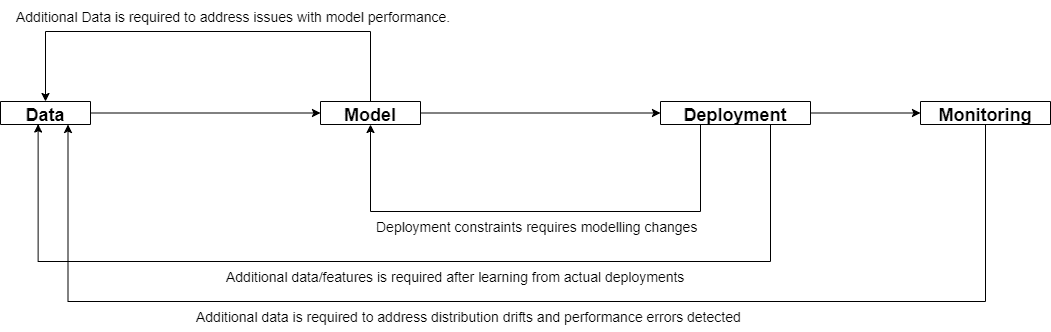 Additional Data is required to address issues with model performance.
Data
Model
Deployment
Monitoring
Deployment constraints requires modelling changes
Additional data/features is required after learning from actual deployments
Additional data is required to address distribution drifts and performance errors detected